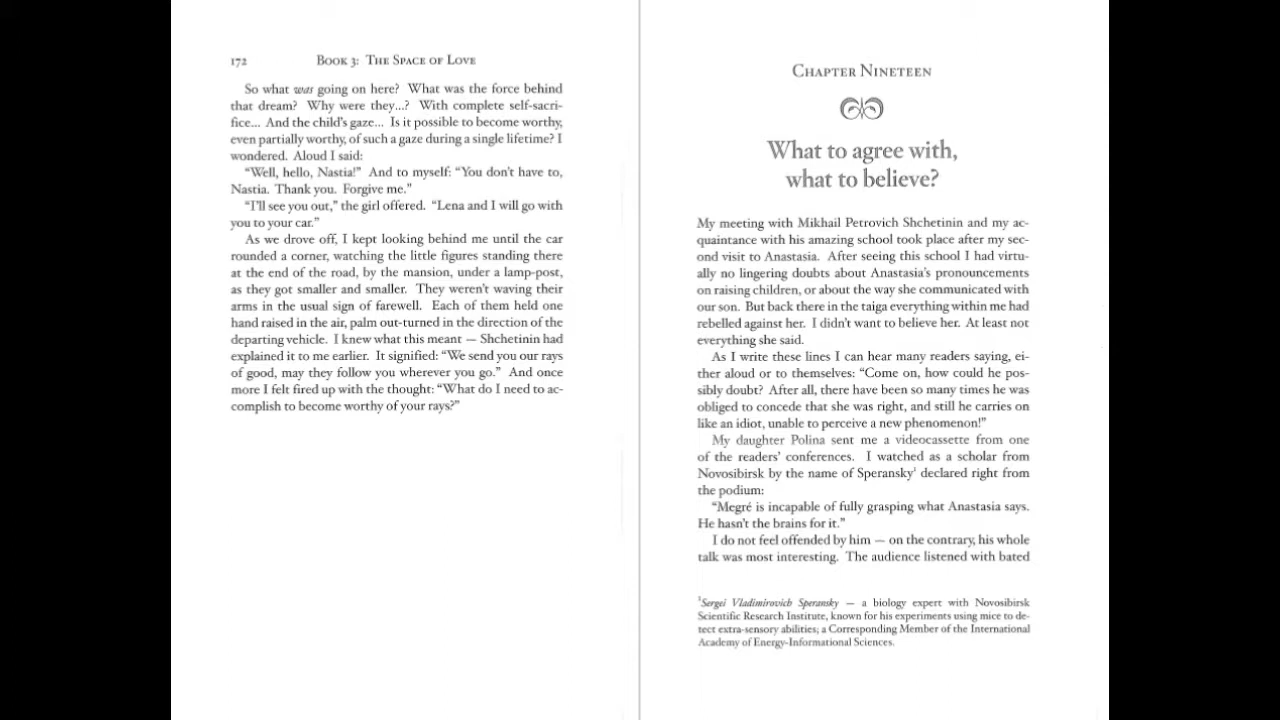 172
Book 3: The Space of Love
So what was going on here? What was the force behind
that dream? Why were they...? With complete self-sacri-
fice... And the child's gaze... Is it possible to become worthy,
even partially worthy, of such a gaze during a single lifetime? I
wondered. Aloud I said:
"Well, hello, Nastia!" And to myself: "You don't have to,
Nastia. Thank you. Forgive me."
"I'll see you out," the girl offered. "Lena and I will go with
you to your car."
As we drove off, I kept looking behind me until the car
rounded a corner, watching the little figures standing there
at the end of the road, by the mansion, under a lamp-post,
as they got smaller and smaller. They weren't waving their
arms in the usual sign of farewell. Each of them held one
hand raised in the air, palm out-turned in the direction of the
departing vehicle. I knew what this meant — Shchetinin had
explained it to me earlier. It signified: "We send you our rays
of good, may they follow you wherever you go." And once
more I felt fired up with the thought: "What do I need to ac-
complish to become worthy of your rays?"
Chapter Nineteen
What to agree with,
what to believe?
My meeting with Mikhail Petrovich Shchetinin and my ac-
quaintance with his amazing school took place after my sec-
ond visit to Anastasia. After seeing this school I had virtu-
ally no lingering doubts about Anastasia's pronouncements
on raising children, or about the way she communicated with
our son. But back there in the taiga everything within me had
rebelled against her. I didn't want to believe her. At least not
everything she said.
As I write these lines I can hear many readers saying, ei-
ther aloud or to themselves: "Come on, how could he pos-
sibly doubt? After all, there have been so many times he was
obliged to concede that she was right, and still he carries on
like an idiot, unable to perceive a new phenomenon!"
My daughter Polina sent me a videocassette from one
of the readers' conferences. I watched as a scholar from
Novosibirsk by the name of Speransky¹ declared right from
the podium:
"Megré is incapable of fully grasping what Anastasia says.
He hasn't the brains for it."
I do not feel offended by him — on the contrary, his whole
talk was most interesting. The audience listened with bated
¹Sergei Vladimirovich Speransky — a biology expert with Novosibirsk
Scientific Research Institute, known for his experiments using mice to de-
tect extra-sensory abilities; a Corresponding Member of the International
Academy of Energy-Informational Sciences.